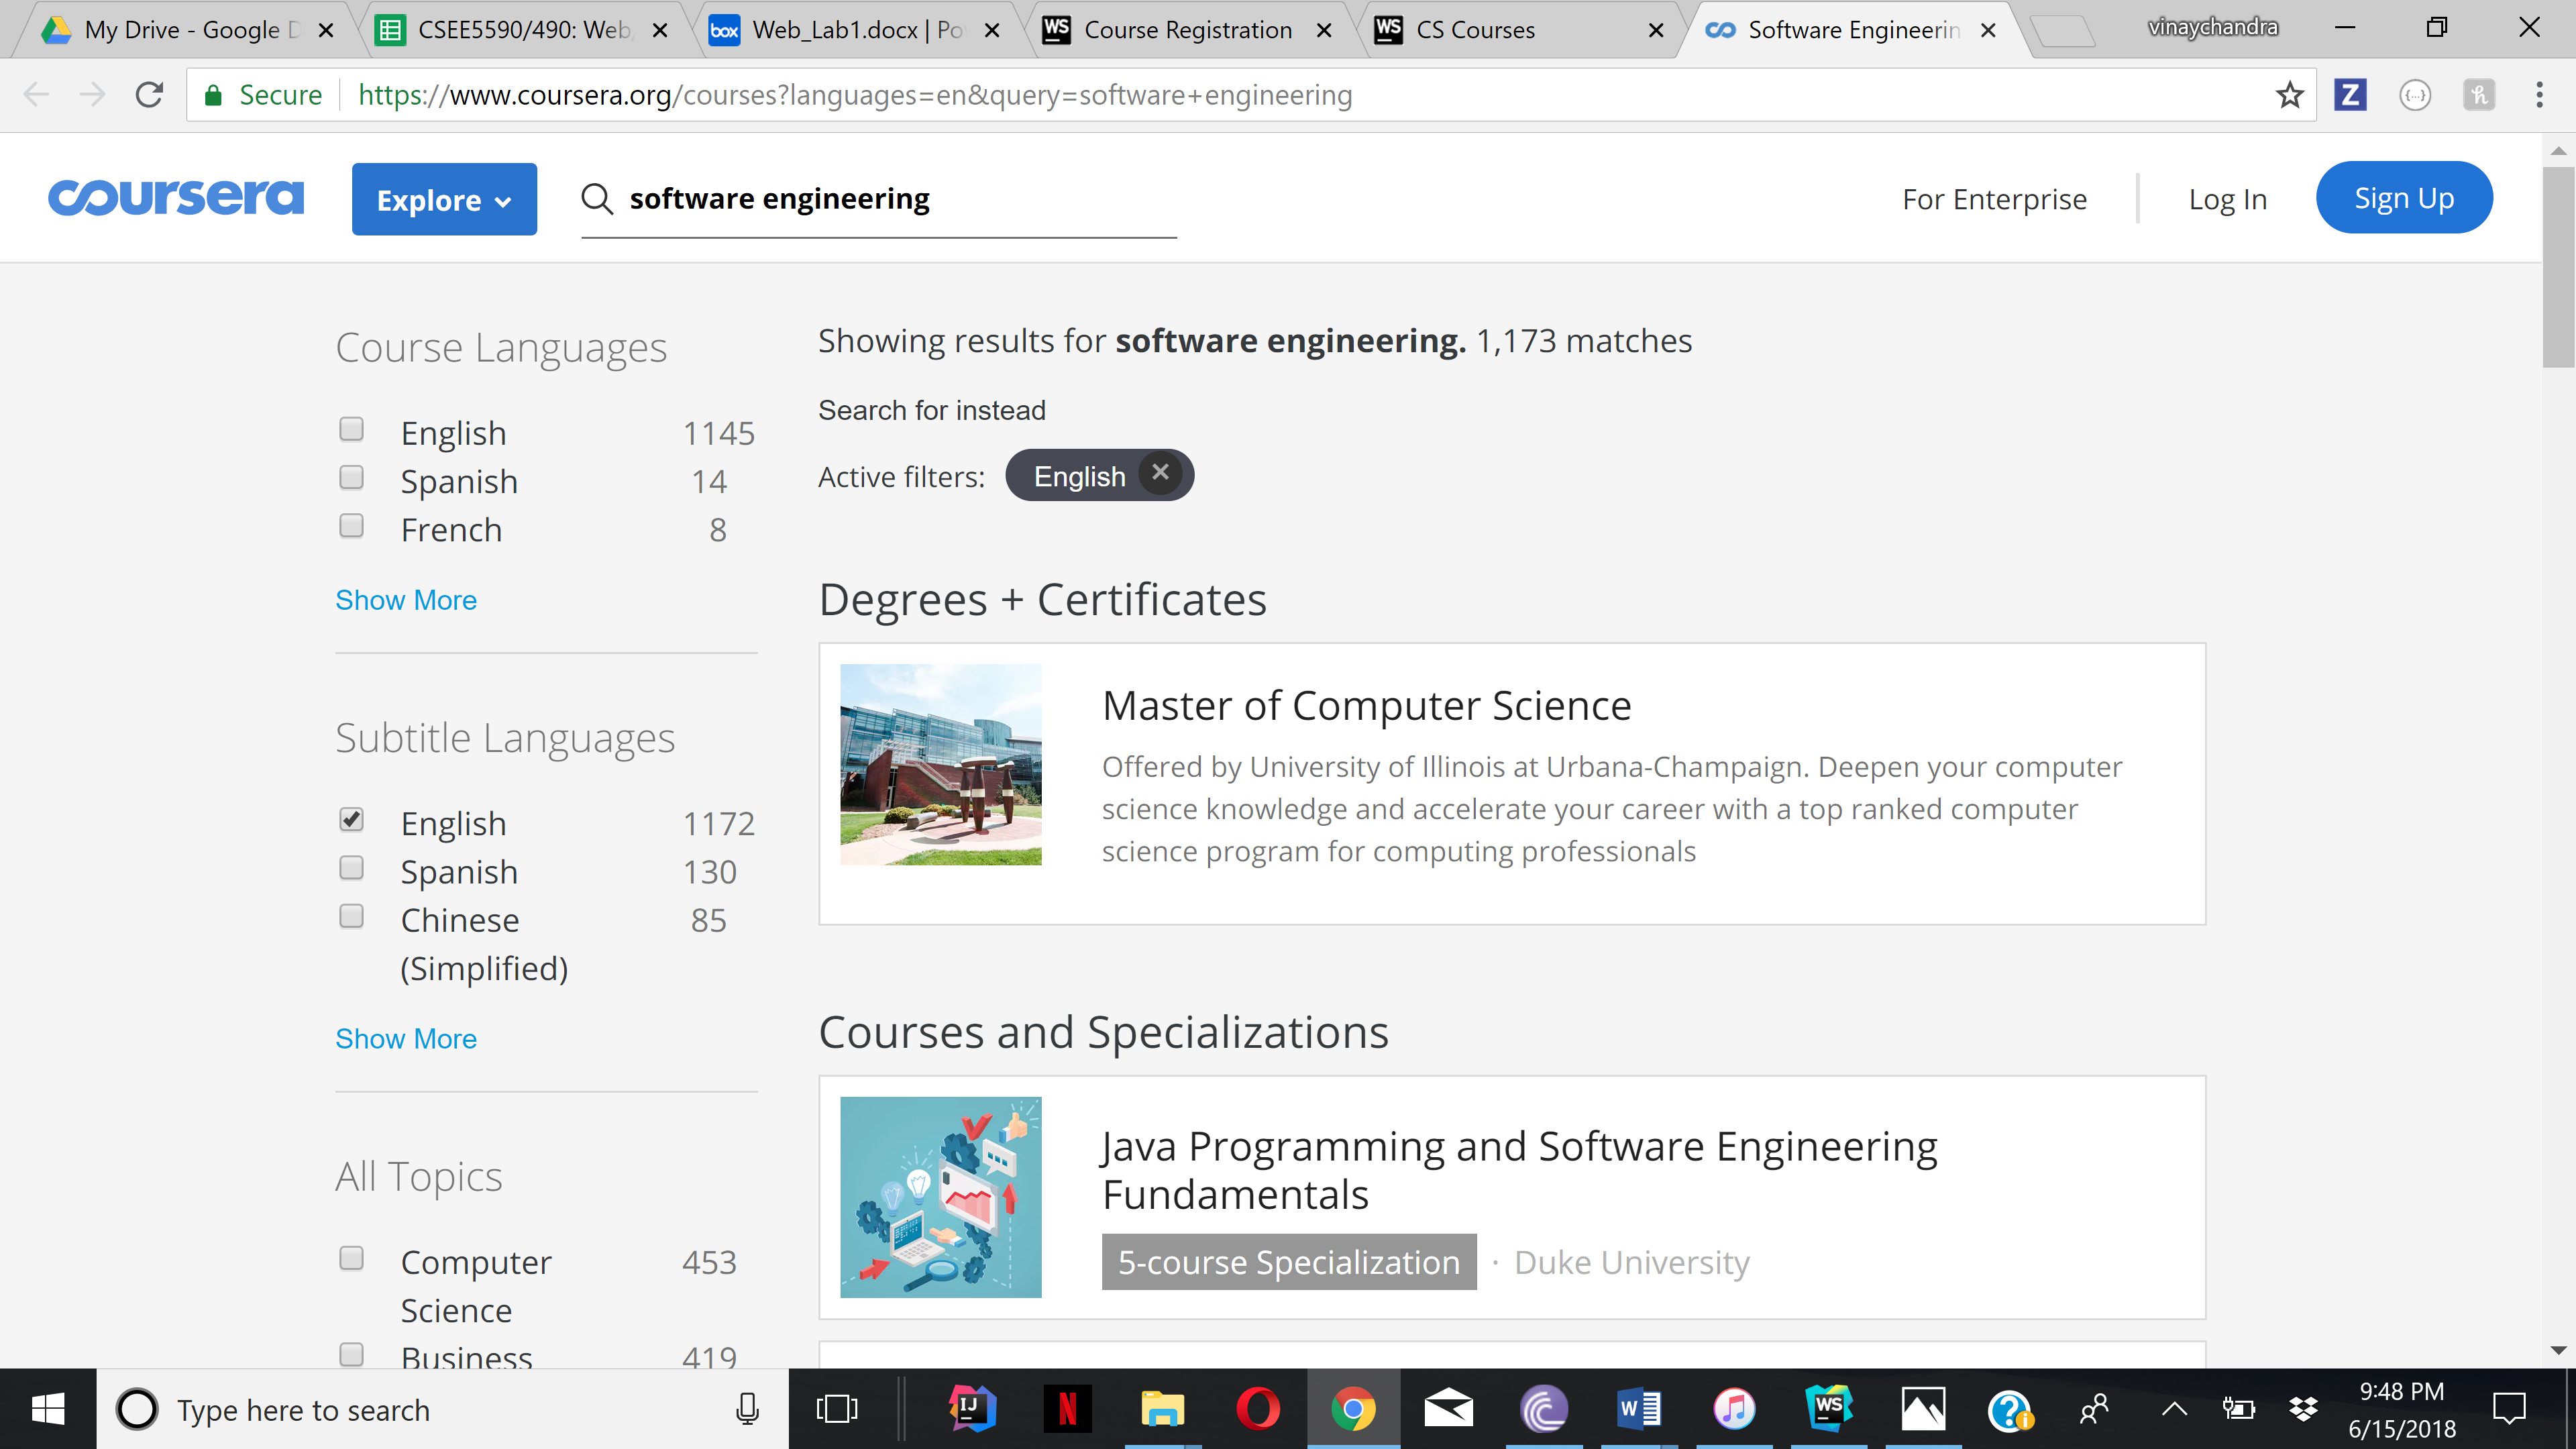 My Drive - Google D
CSEE5590/490: Web
Web_Lab1.docx | Po
Course Registration
CS Courses
Software Engineerin
vinaychandra
Secure
https://www.coursera.org/courses?languages=en&query=software+engineering
coursera
Explore
software engineering
For Enterprise
Log In
Sign Up
Course Languages
English 1145
Spanish 14
French 8
Show More
Subtitle Languages
English 1172
Spanish 130
Chinese 85
(Simplified)
Show More
All Topics
Computer 453
Science
Business 419
Showing results for software engineering. 1,173 matches
Search for instead
Active filters: English
Degrees + Certificates
Master of Computer Science
Offered by University of Illinois at Urbana-Champaign. Deepen your computer
science knowledge and accelerate your career with a top ranked computer
science program for computing professionals
Courses and Specializations
Java Programming and Software Engineering
Fundamentals
5-course Specialization · Duke University
Type here to search
9:48 PM
6/15/2018